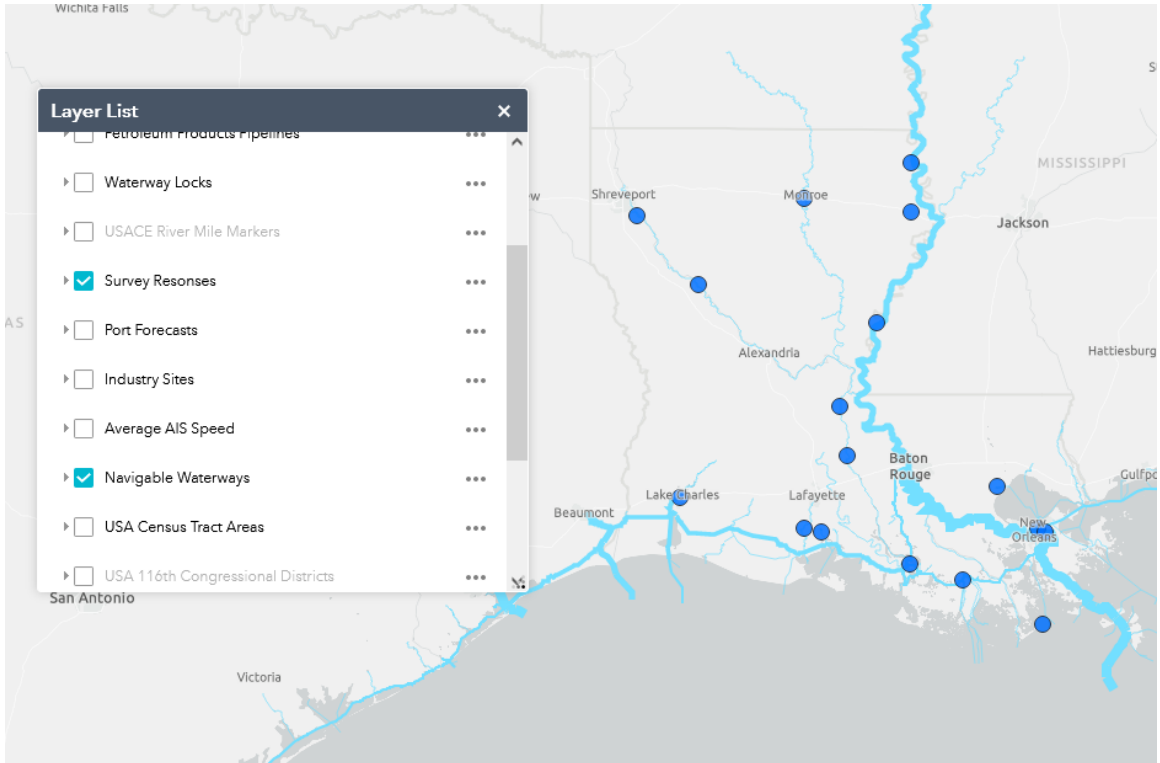 Wichita Falls
Layer List
Petroleum Products Pipelines
Waterway Locks
USACE River Mile Markers
Survey Resonses
Port Forecasts
Industry Sites
Average AIS Speed
Navigable Waterways
USA Census Tract Areas
USA 116th Congressional Districts
MISSISSIPPI
Shreveport
Monroe
Jackson
AS
Alexandria
Hattiesburg
Baton
Rouge
Gulfpo
Lake Charles
Lafayette
Beaumont
New
Orleans
San Antonio
Victoria